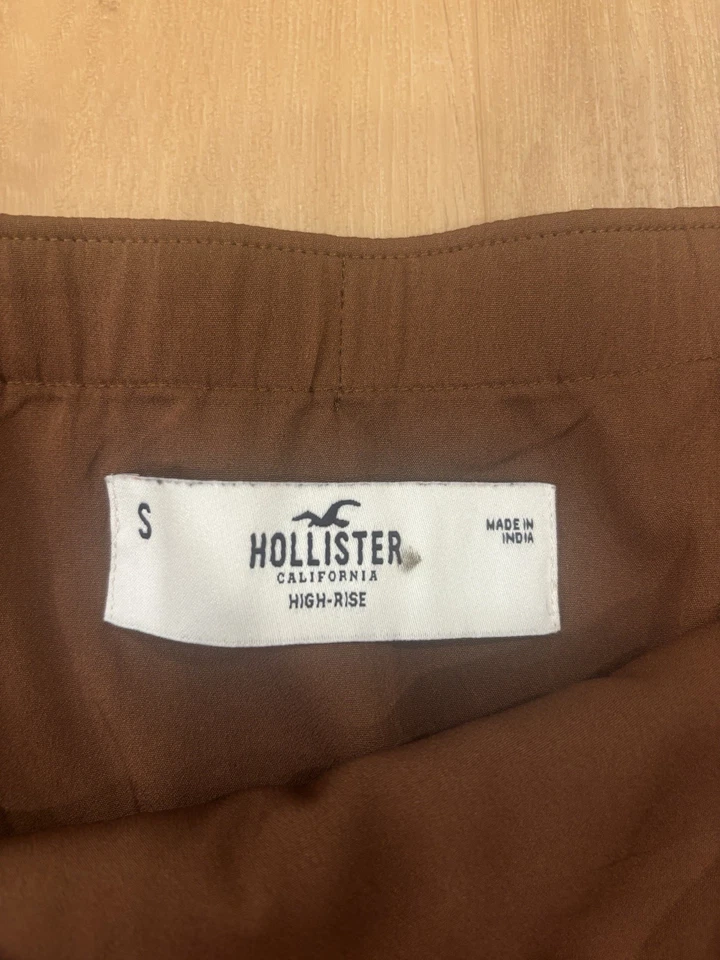 S
HOLLISTER
CALIFORNIA
HIGH-RISE
MADE IN
INDIA